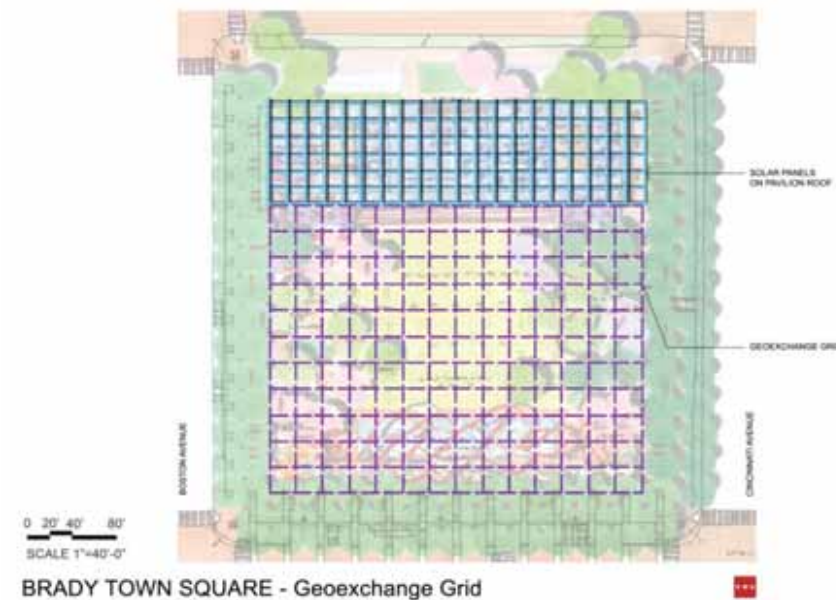 SOLAR PANELS
ON PAVILION ROOF
GEOEXCHANGE GRID
BOSTON AVENUE
CINCINNATI AVENUE
0 20' 40' 80'
SCALE 1"=40'-0"
BRADY TOWN SQUARE - Geoexchange Grid